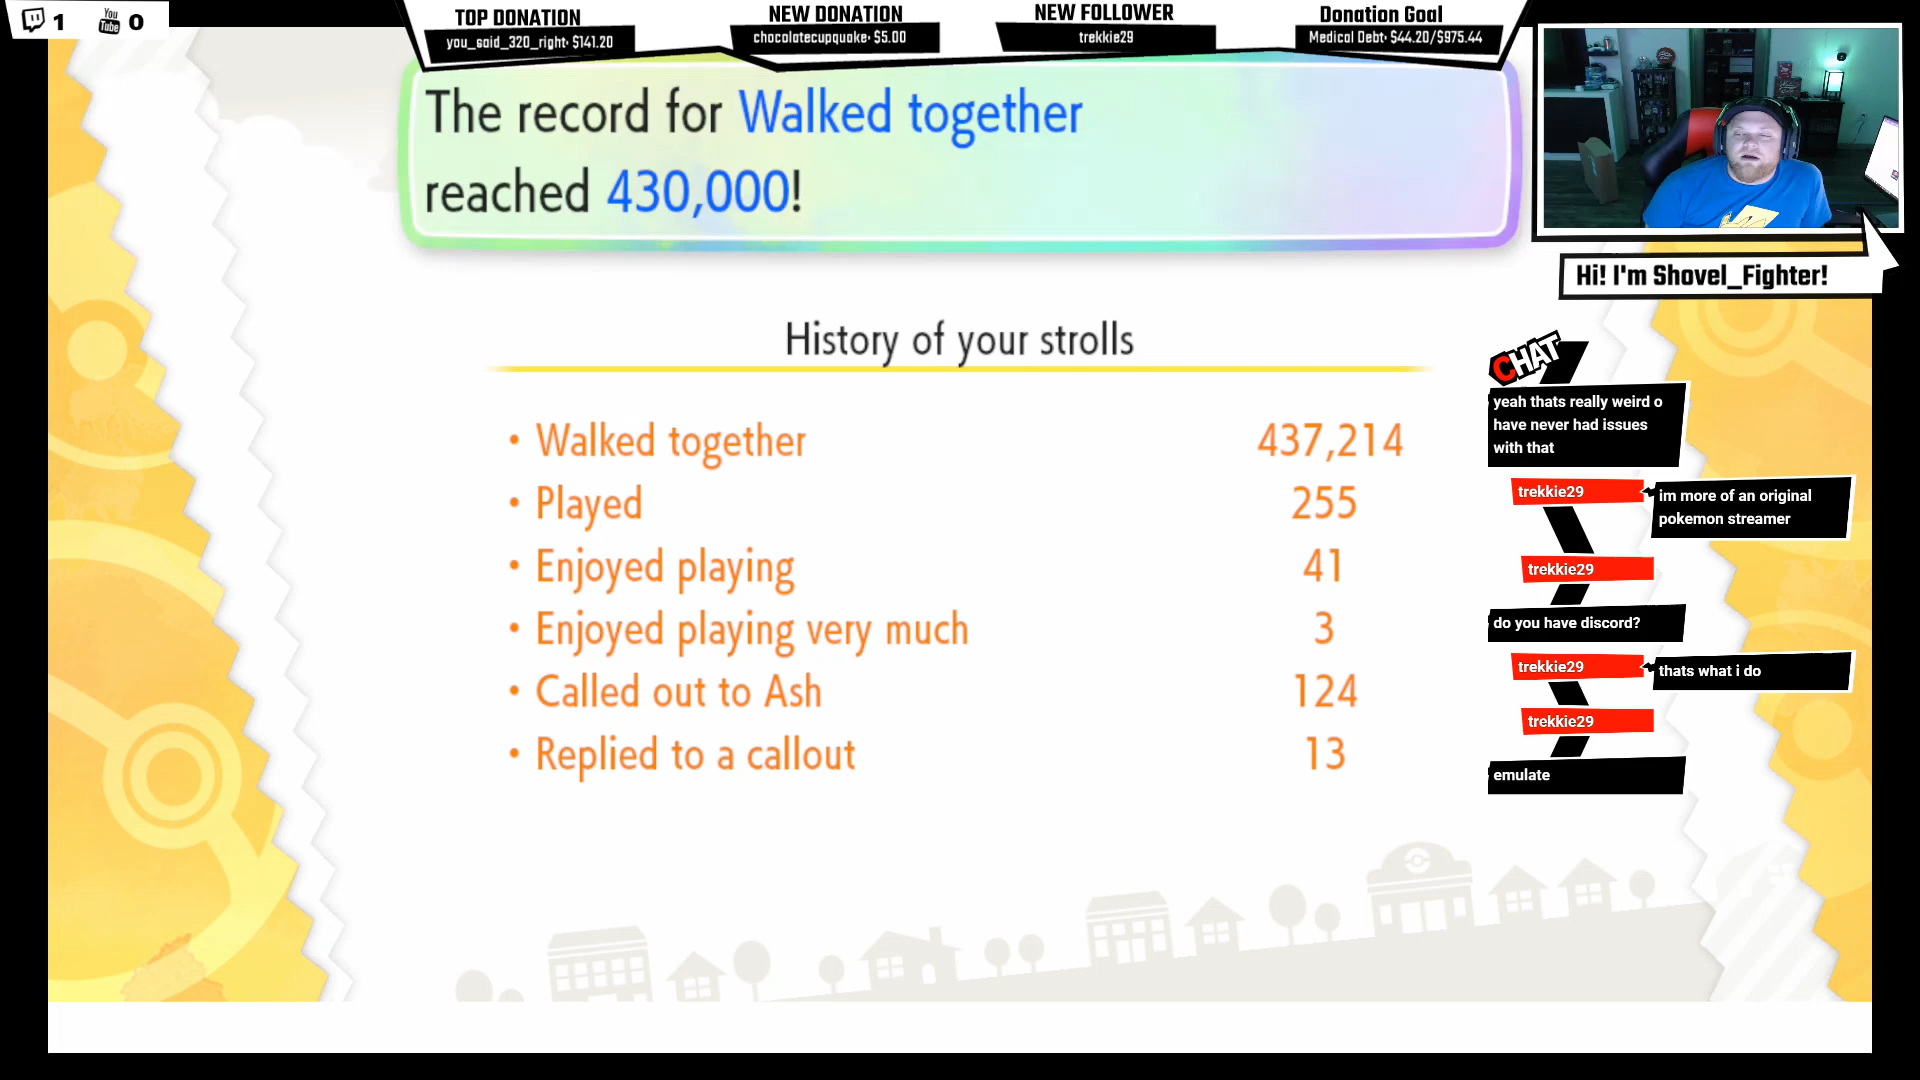 1
You
Tube
0
TOP DONATION
you_said_320_right• $141.20
NEW DONATION
chocolatecupquake• $5.00
NEW FOLLOWER
trekkie29
Donation Goal
Medical Debt• $44.20/$975.44
The record for Walked together
reached 430,000!
Hi! I'm Shovel_Fighter!
History of your strolls
• Walked together 437,214
• Played 255
• Enjoyed playing 41
• Enjoyed playing very much 3
• Called out to Ash 124
• Replied to a callout 13
CHAT
yeah thats really weird o
have never had issues
with that
trekkie29
im more of an original
pokemon streamer
trekkie29
do you have discord?
trekkie29
thats what i do
trekkie29
emulate